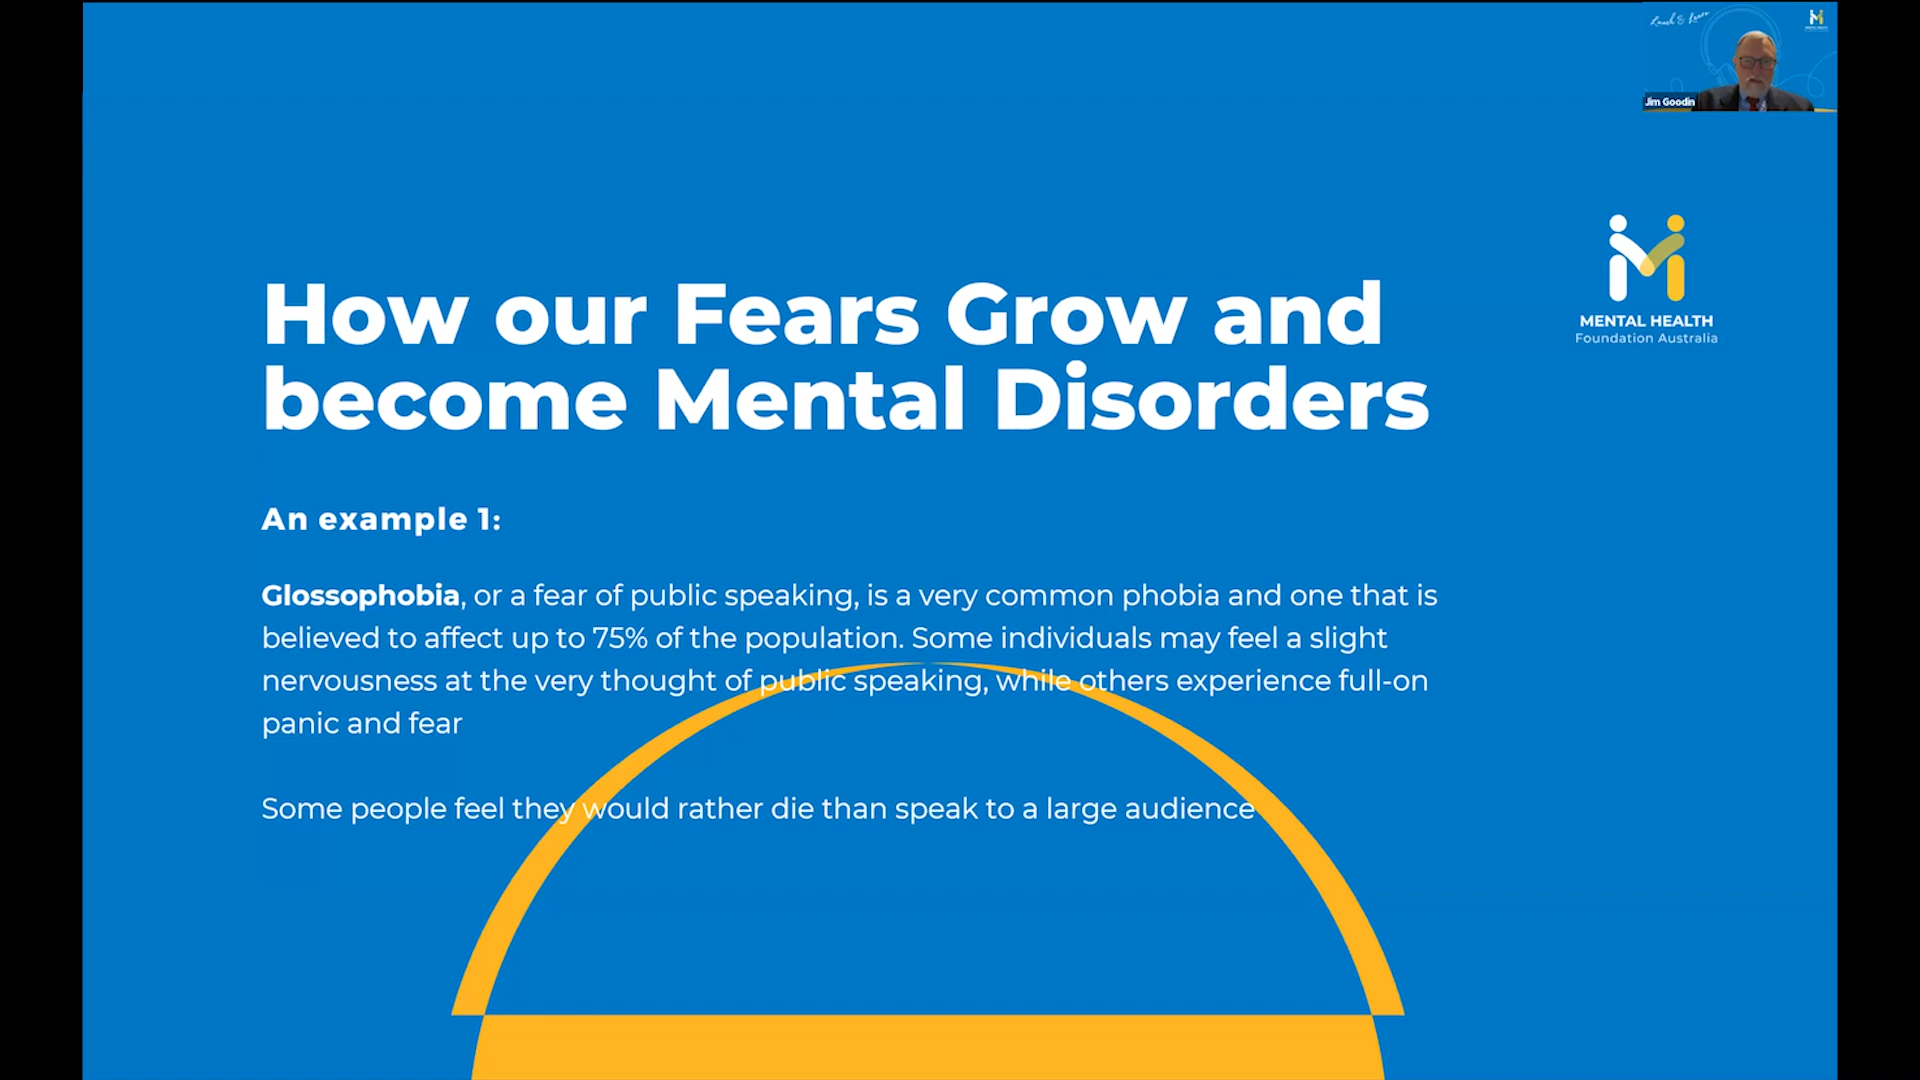 Lunch & Learn
Jim Goodin
MENTAL HEALTH
Foundation Australia
How our Fears Grow and
become Mental Disorders
An example 1:
Glossophobia, or a fear of public speaking, is a very common phobia and one that is
believed to affect up to 75% of the population. Some individuals may feel a slight
nervousness at the very thought of public speaking, while others experience full-on
panic and fear
Some people feel they would rather die than speak to a large audience